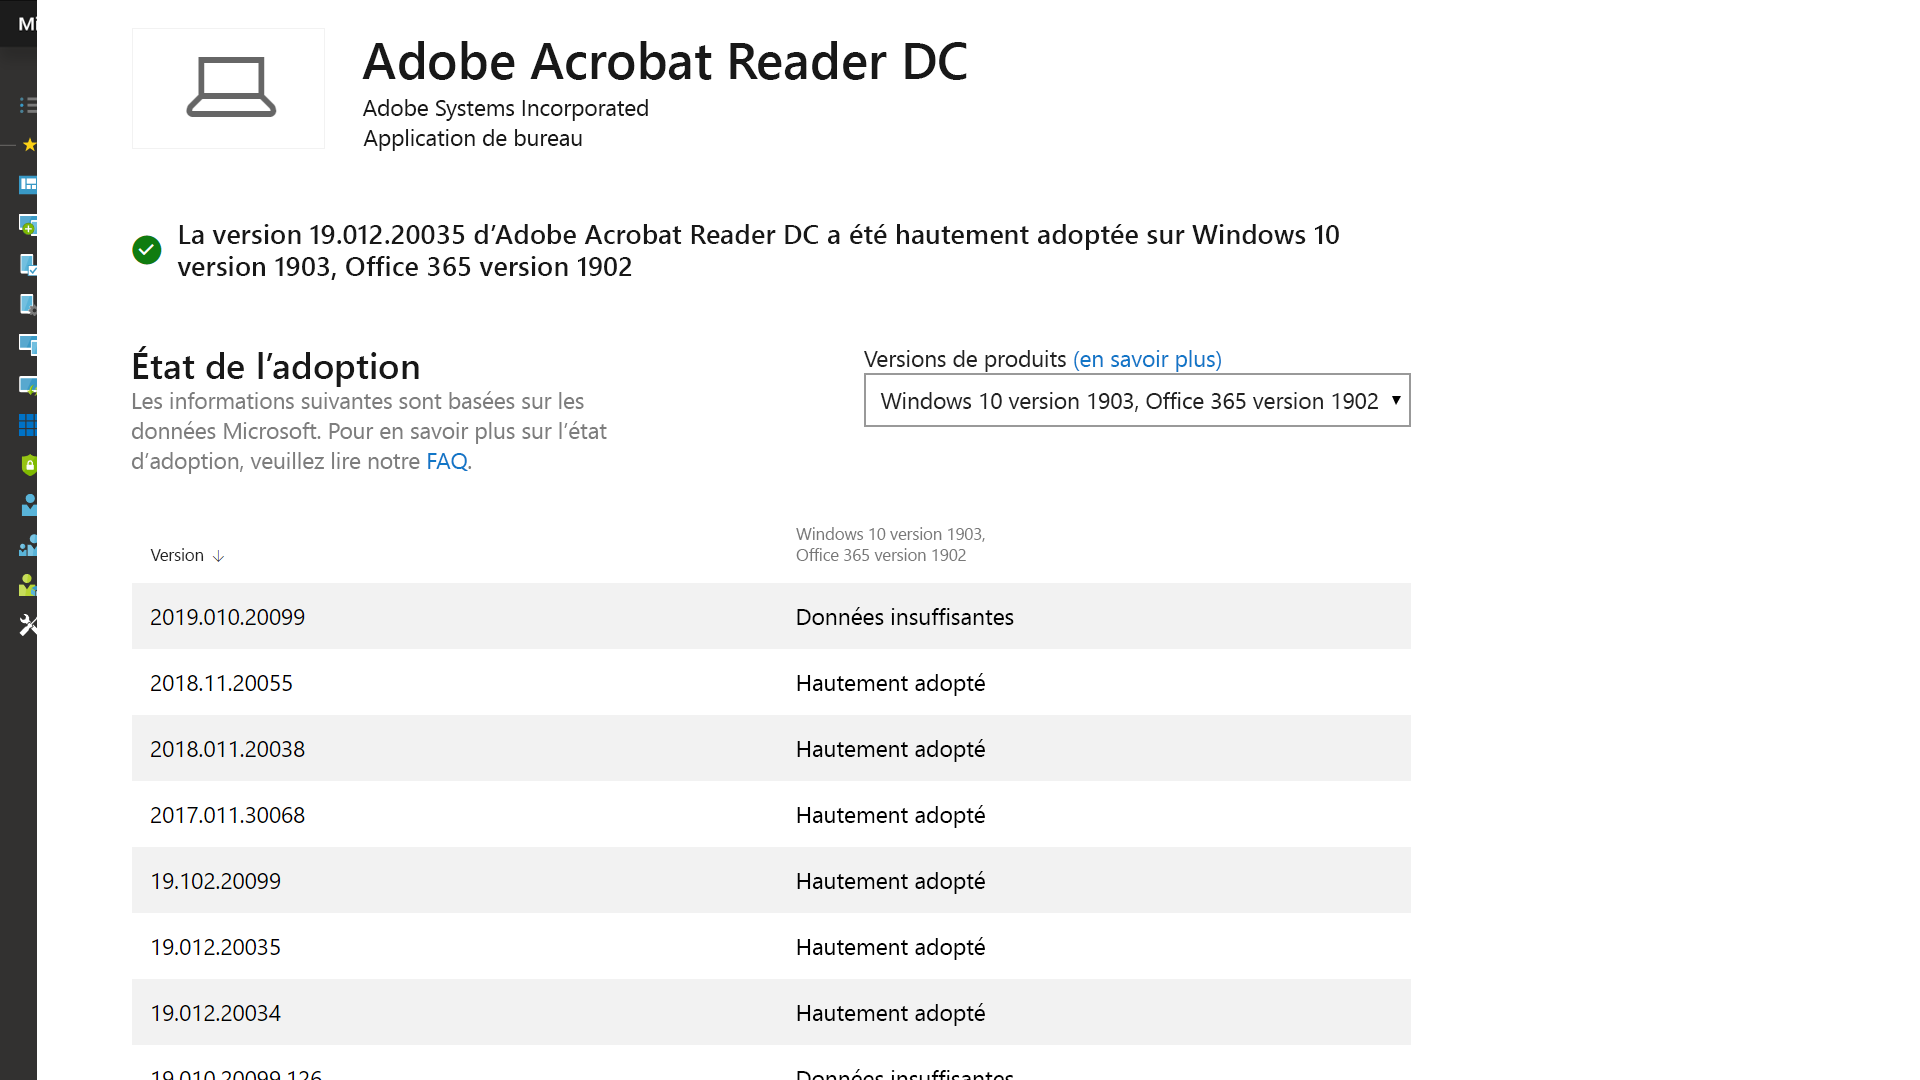 Mi
Adobe Acrobat Reader DC
Adobe Systems Incorporated
Application de bureau
La version 19.012.20035 d’Adobe Acrobat Reader DC a été hautement adoptée sur Windows 10
version 1903, Office 365 version 1902
État de l’adoption
Les informations suivantes sont basées sur les
données Microsoft. Pour en savoir plus sur l’état
d’adoption, veuillez lire notre FAQ.
Versions de produits (en savoir plus)
Windows 10 version 1903, Office 365 version 1902
Version ↓
Windows 10 version 1903,
Office 365 version 1902
2019.010.20099 Données insuffisantes
2018.11.20055 Hautement adopté
2018.011.20038 Hautement adopté
2017.011.30068 Hautement adopté
19.102.20099 Hautement adopté
19.012.20035 Hautement adopté
19.012.20034 Hautement adopté
19.010.20099.126 Données insuffisantes